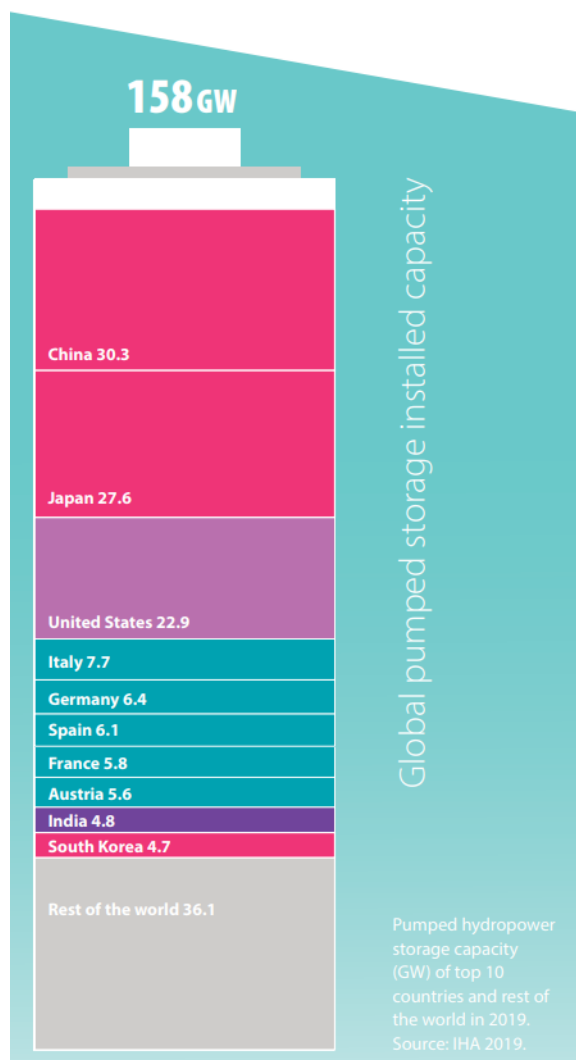 158 GW
China 30.3
Japan 27.6
United States 22.9
Italy 7.7
Germany 6.4
Spain 6.1
France 5.8
Austria 5.6
India 4.8
South Korea 4.7
Rest of the world 36.1
Global pumped storage installed capacity
Pumped hydropower
storage capacity
(GW) of top 10
countries and rest of
the world in 2019.
Source: IHA 2019.